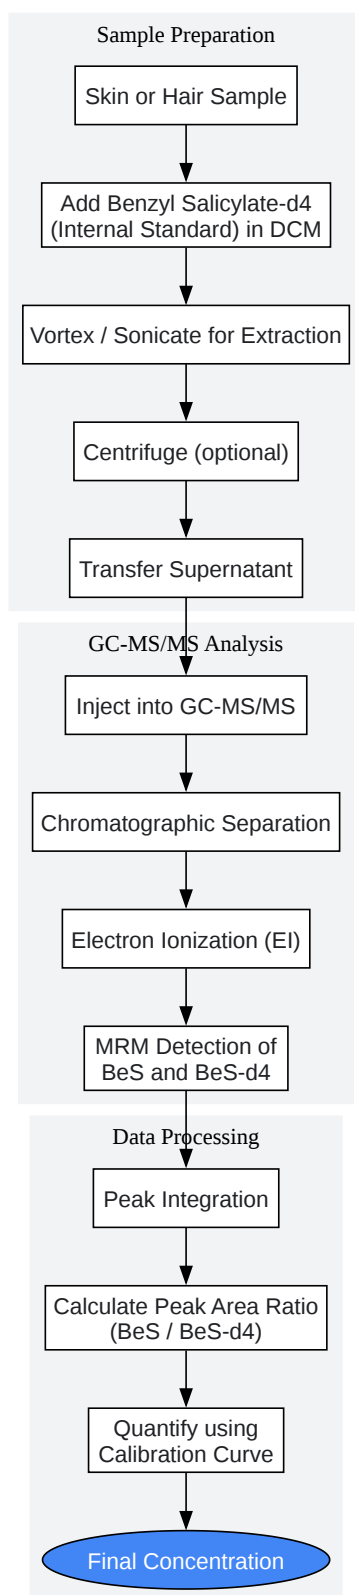 Sample Preparation
Skin or Hair Sample
Add Benzyl Salicylate-d4
(Internal Standard) in DCM
Vortex / Sonicate for Extraction
Centrifuge (optional)
Transfer Supernatant
GC-MS/MS Analysis
Inject into GC-MS/MS
Chromatographic Separation
Electron Ionization (EI)
MRM Detection of
BeS and BeS-d4
Data Processing
Peak Integration
Calculate Peak Area Ratio
(BeS / BeS-d4)
Quantify using
Calibration Curve
Final Concentration